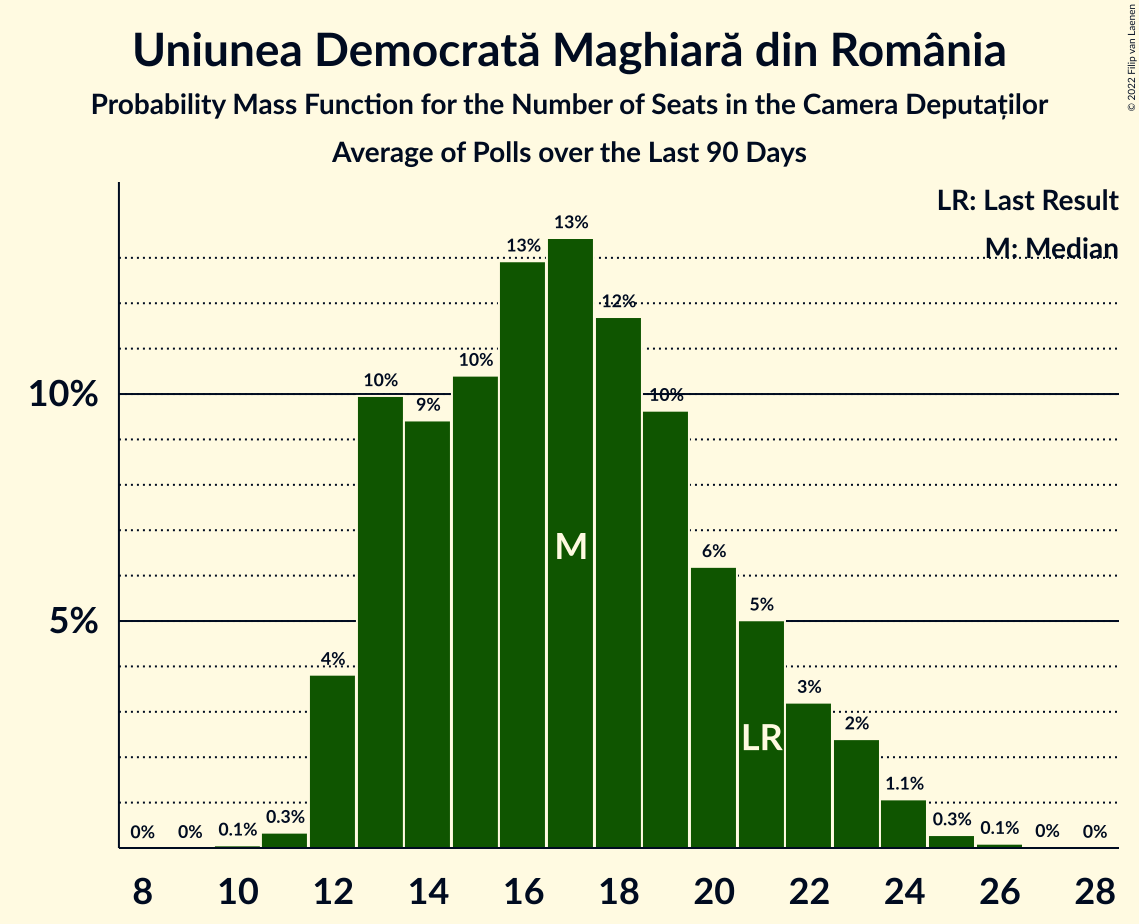 Uniunea Democrată Maghiară din România
Probability Mass Function for the Number of Seats in the Camera Deputaților
Average of Polls over the Last 90 Days
© 2022 Filip van Laenen
LR: Last Result
M: Median
10%
5%
0%
0%
0.1%
0.3%
4%
10%
9%
10%
13%
13%
12%
10%
6%
5%
3%
2%
1.1%
0.3%
0.1%
0%
0%
M
LR
8 10 12 14 16 18 20 22 24 26 28